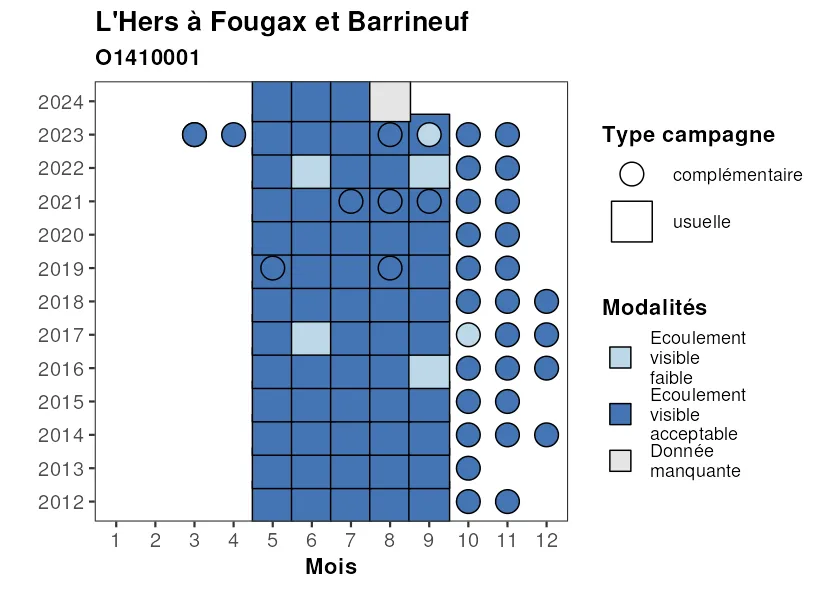 L'Hers à Fougax et Barrineuf
O1410001
2024
2023
2022
2021
2020
2019
2018
2017
2016
2015
2014
2013
2012
1 2 3 4 5 6 7 8 9 10 11 12
Mois
Type campagne
complémentaire
usuelle
Modalités
Ecoulement
visible
faible
Ecoulement
visible
acceptable
Donnée
manquante